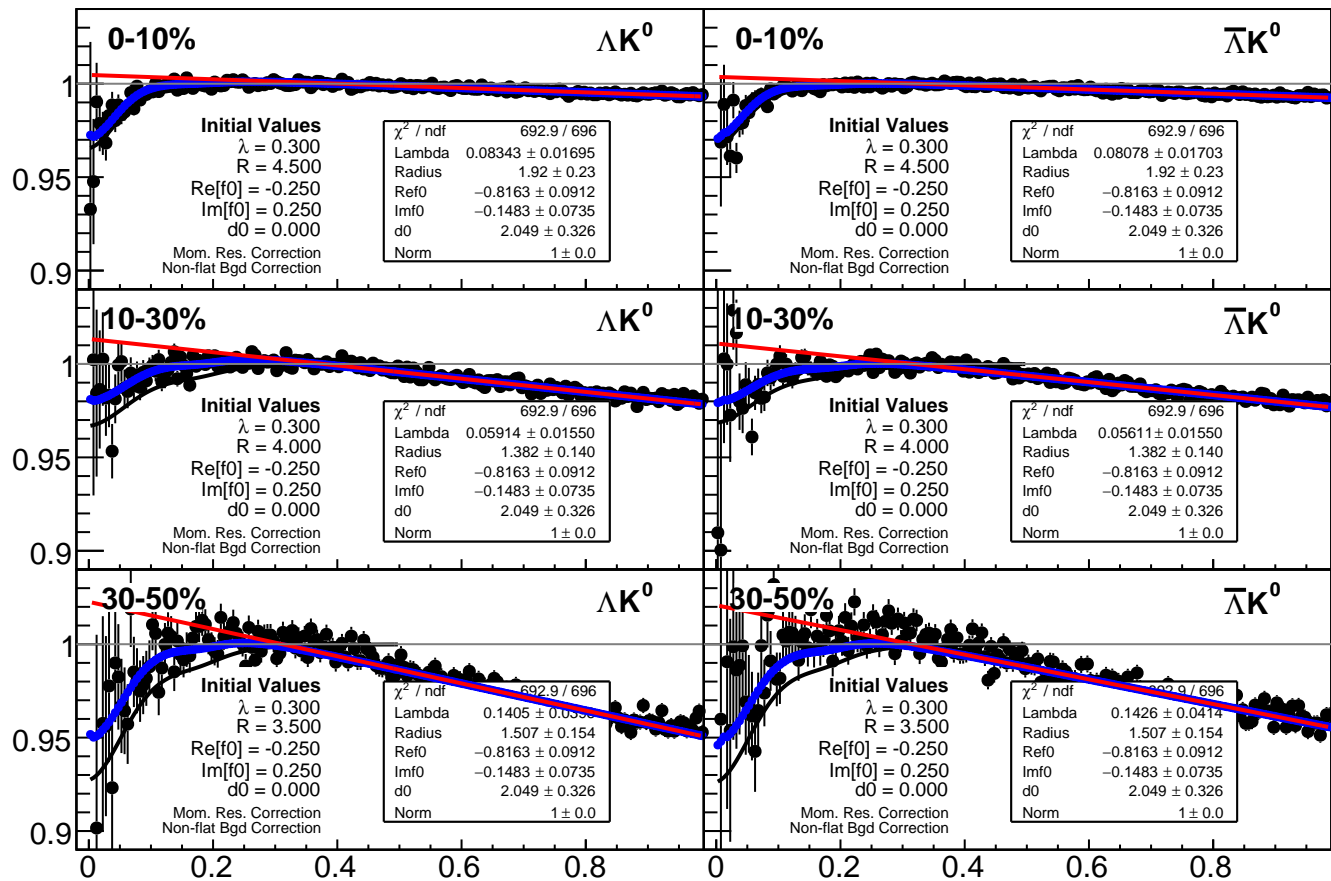 0-10%
ΛK⁰
1
0.95
0.9
Initial Values
λ = 0.300
R = 4.500
Re[f0] = -0.250
Im[f0] = 0.250
d0 = 0.000
Mom. Res. Correction
Non-flat Bgd Correction
χ² / ndf 692.9 / 696
Lambda 0.08343 ± 0.01695
Radius 1.92 ± 0.23
Ref0 −0.8163 ± 0.0912
Imf0 −0.1483 ± 0.0735
d0 2.049 ± 0.326
Norm 1 ± 0.0
0-10%
Λ̅K⁰
Initial Values
λ = 0.300
R = 4.500
Re[f0] = -0.250
Im[f0] = 0.250
d0 = 0.000
Mom. Res. Correction
Non-flat Bgd Correction
χ² / ndf 692.9 / 696
Lambda 0.08078 ± 0.01703
Radius 1.92 ± 0.23
Ref0 −0.8163 ± 0.0912
Imf0 −0.1483 ± 0.0735
d0 2.049 ± 0.326
Norm 1 ± 0.0
10-30%
ΛK⁰
1
0.95
0.9
Initial Values
λ = 0.300
R = 4.000
Re[f0] = -0.250
Im[f0] = 0.250
d0 = 0.000
Mom. Res. Correction
Non-flat Bgd Correction
χ² / ndf 692.9 / 696
Lambda 0.05914 ± 0.01550
Radius 1.382 ± 0.140
Ref0 −0.8163 ± 0.0912
Imf0 −0.1483 ± 0.0735
d0 2.049 ± 0.326
Norm 1 ± 0.0
10-30%
Λ̅K⁰
Initial Values
λ = 0.300
R = 4.000
Re[f0] = -0.250
Im[f0] = 0.250
d0 = 0.000
Mom. Res. Correction
Non-flat Bgd Correction
χ² / ndf 692.9 / 696
Lambda 0.05611 ± 0.01550
Radius 1.382 ± 0.140
Ref0 −0.8163 ± 0.0912
Imf0 −0.1483 ± 0.0735
d0 2.049 ± 0.326
Norm 1 ± 0.0
30-50%
ΛK⁰
1
0.95
0.9
Initial Values
λ = 0.300
R = 3.500
Re[f0] = -0.250
Im[f0] = 0.250
d0 = 0.000
Mom. Res. Correction
Non-flat Bgd Correction
χ² / ndf 692.9 / 696
Lambda 0.1405 ±
Radius 1.507 ± 0.154
Ref0 −0.8163 ± 0.0912
Imf0 −0.1483 ± 0.0735
d0 2.049 ± 0.326
Norm 1 ± 0.0
30-50%
Λ̅K⁰
Initial Values
λ = 0.300
R = 3.500
Re[f0] = -0.250
Im[f0] = 0.250
d0 = 0.000
Mom. Res. Correction
Non-flat Bgd Correction
χ² / ndf 692.9 / 696
Lambda 0.1426 ± 0.0414
Radius 1.507 ± 0.154
Ref0 −0.8163 ± 0.0912
Imf0 −0.1483 ± 0.0735
d0 2.049 ± 0.326
Norm 1 ± 0.0
0 0.2 0.4 0.6 0.8 0 0.2 0.4 0.6 0.8